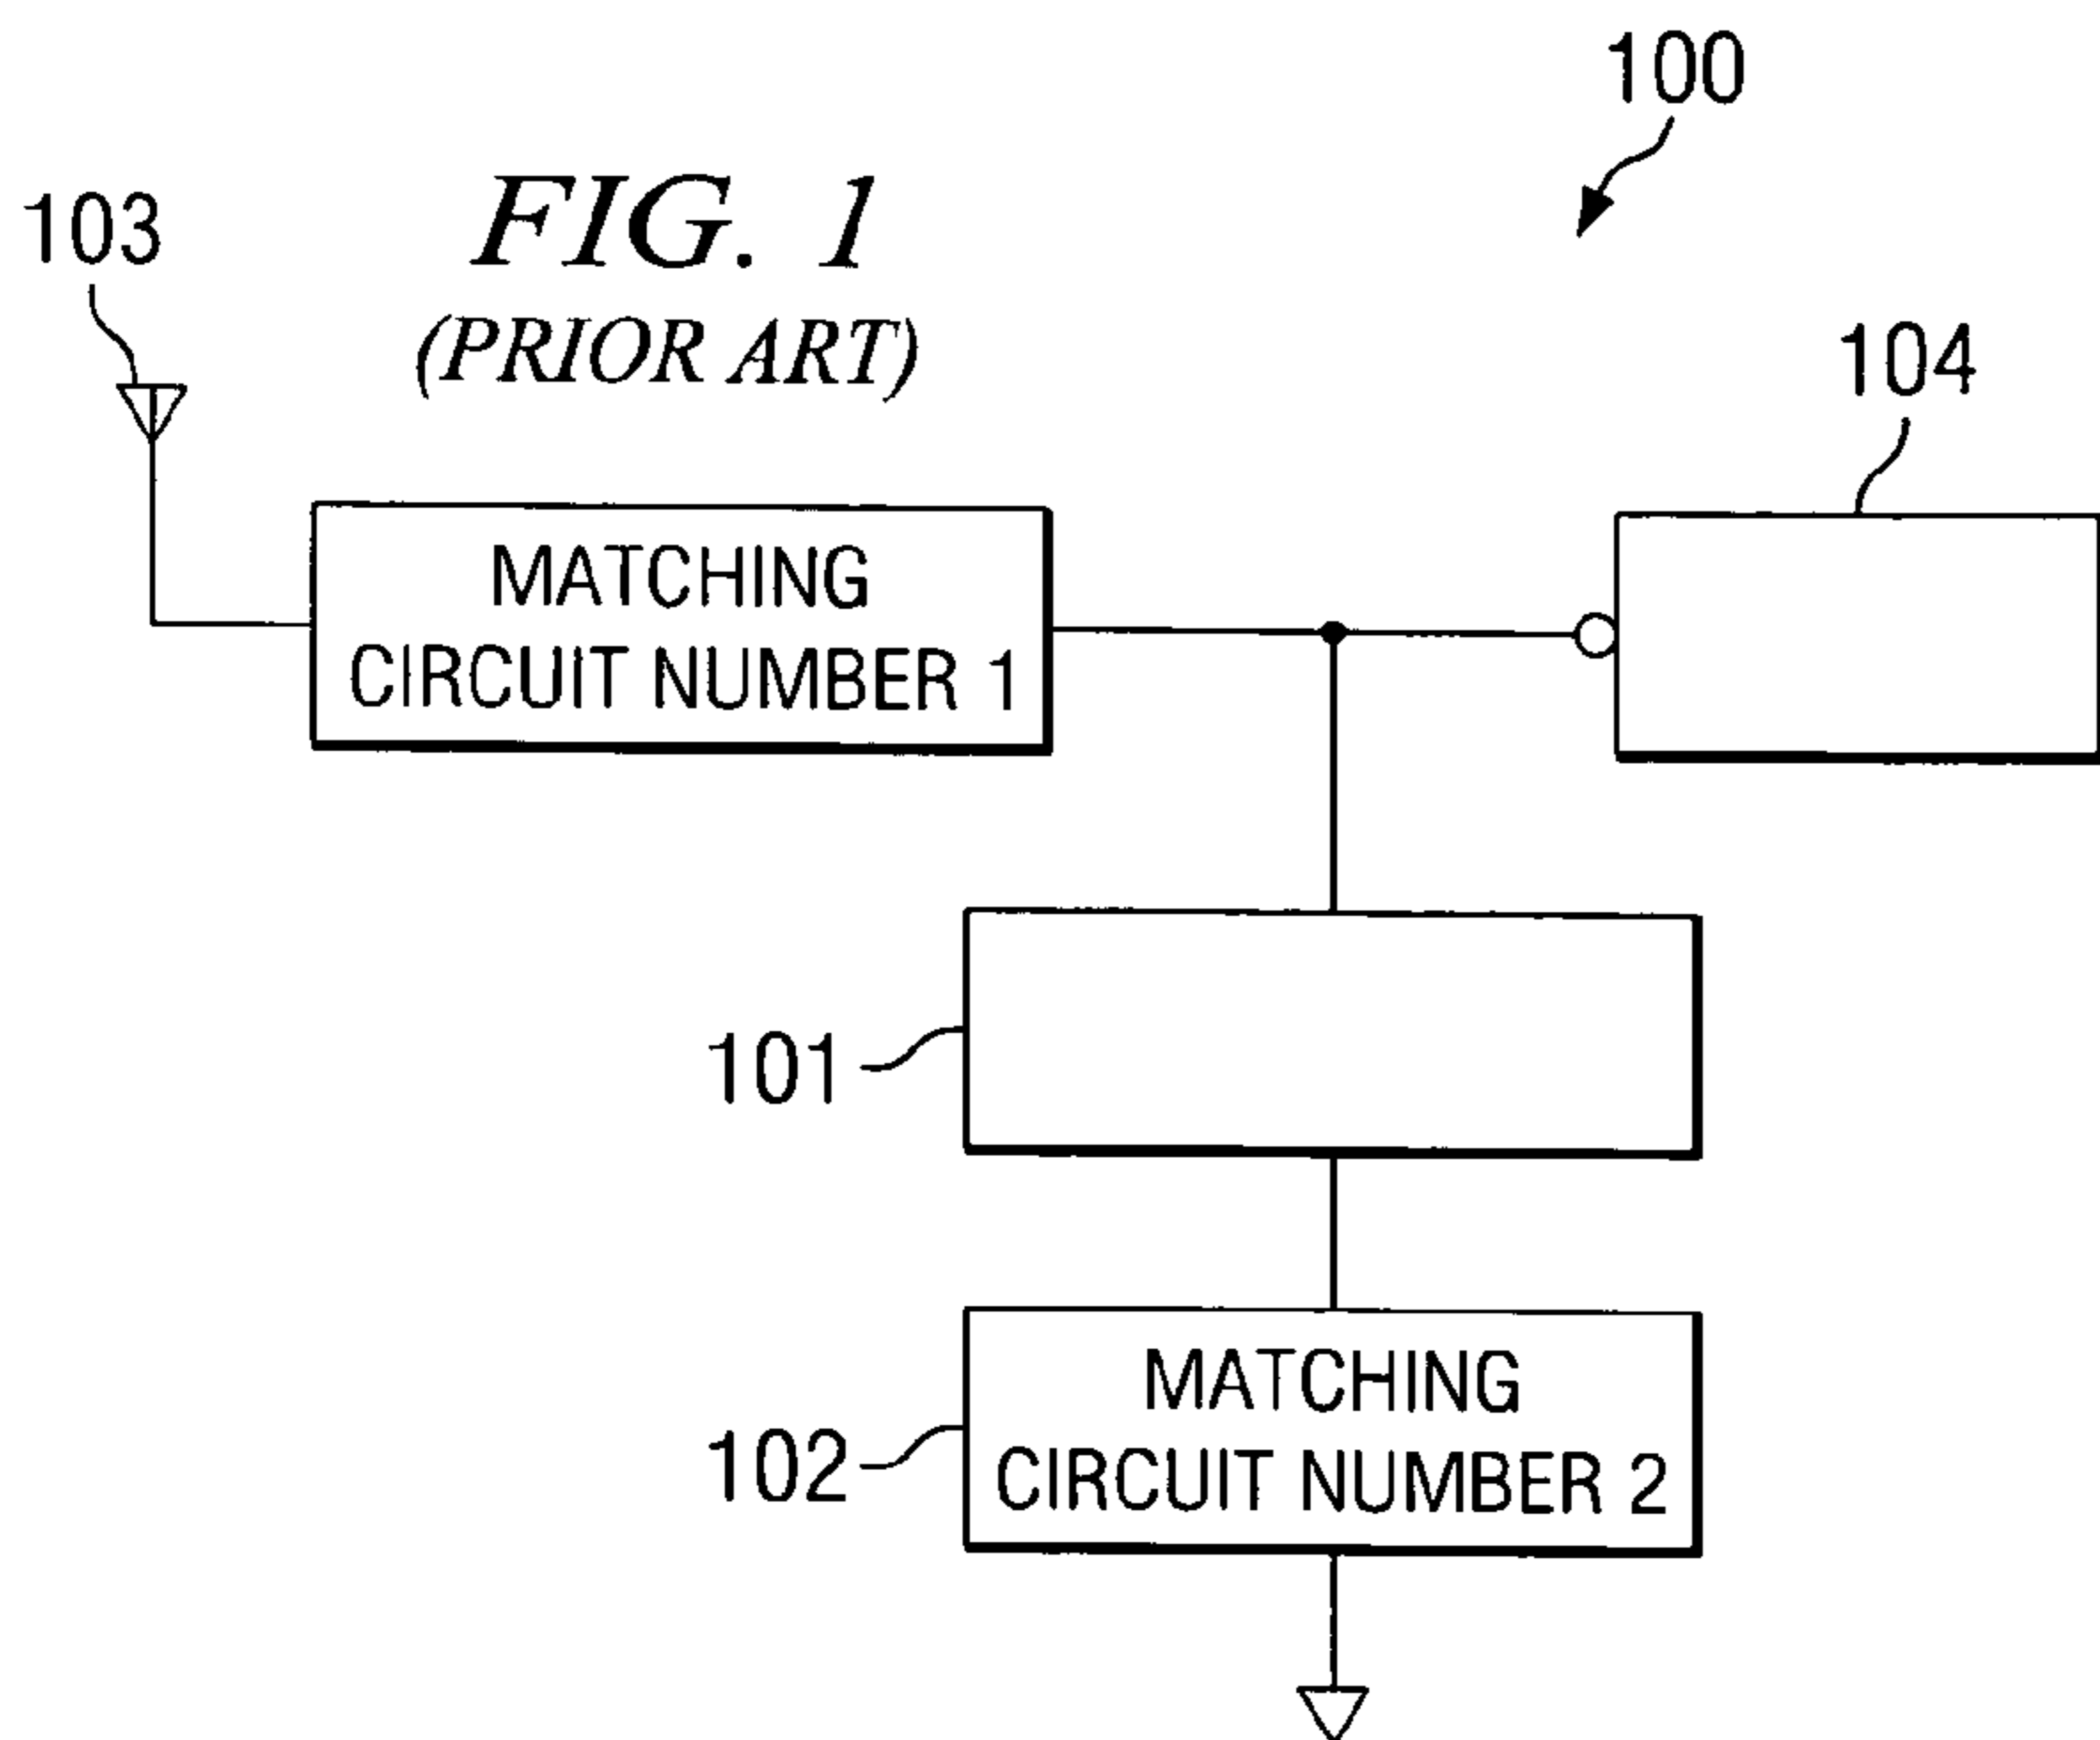 100
103
FIG. 1
(PRIOR ART)
104
MATCHING
CIRCUIT NUMBER 1
101
MATCHING
CIRCUIT NUMBER 2
102